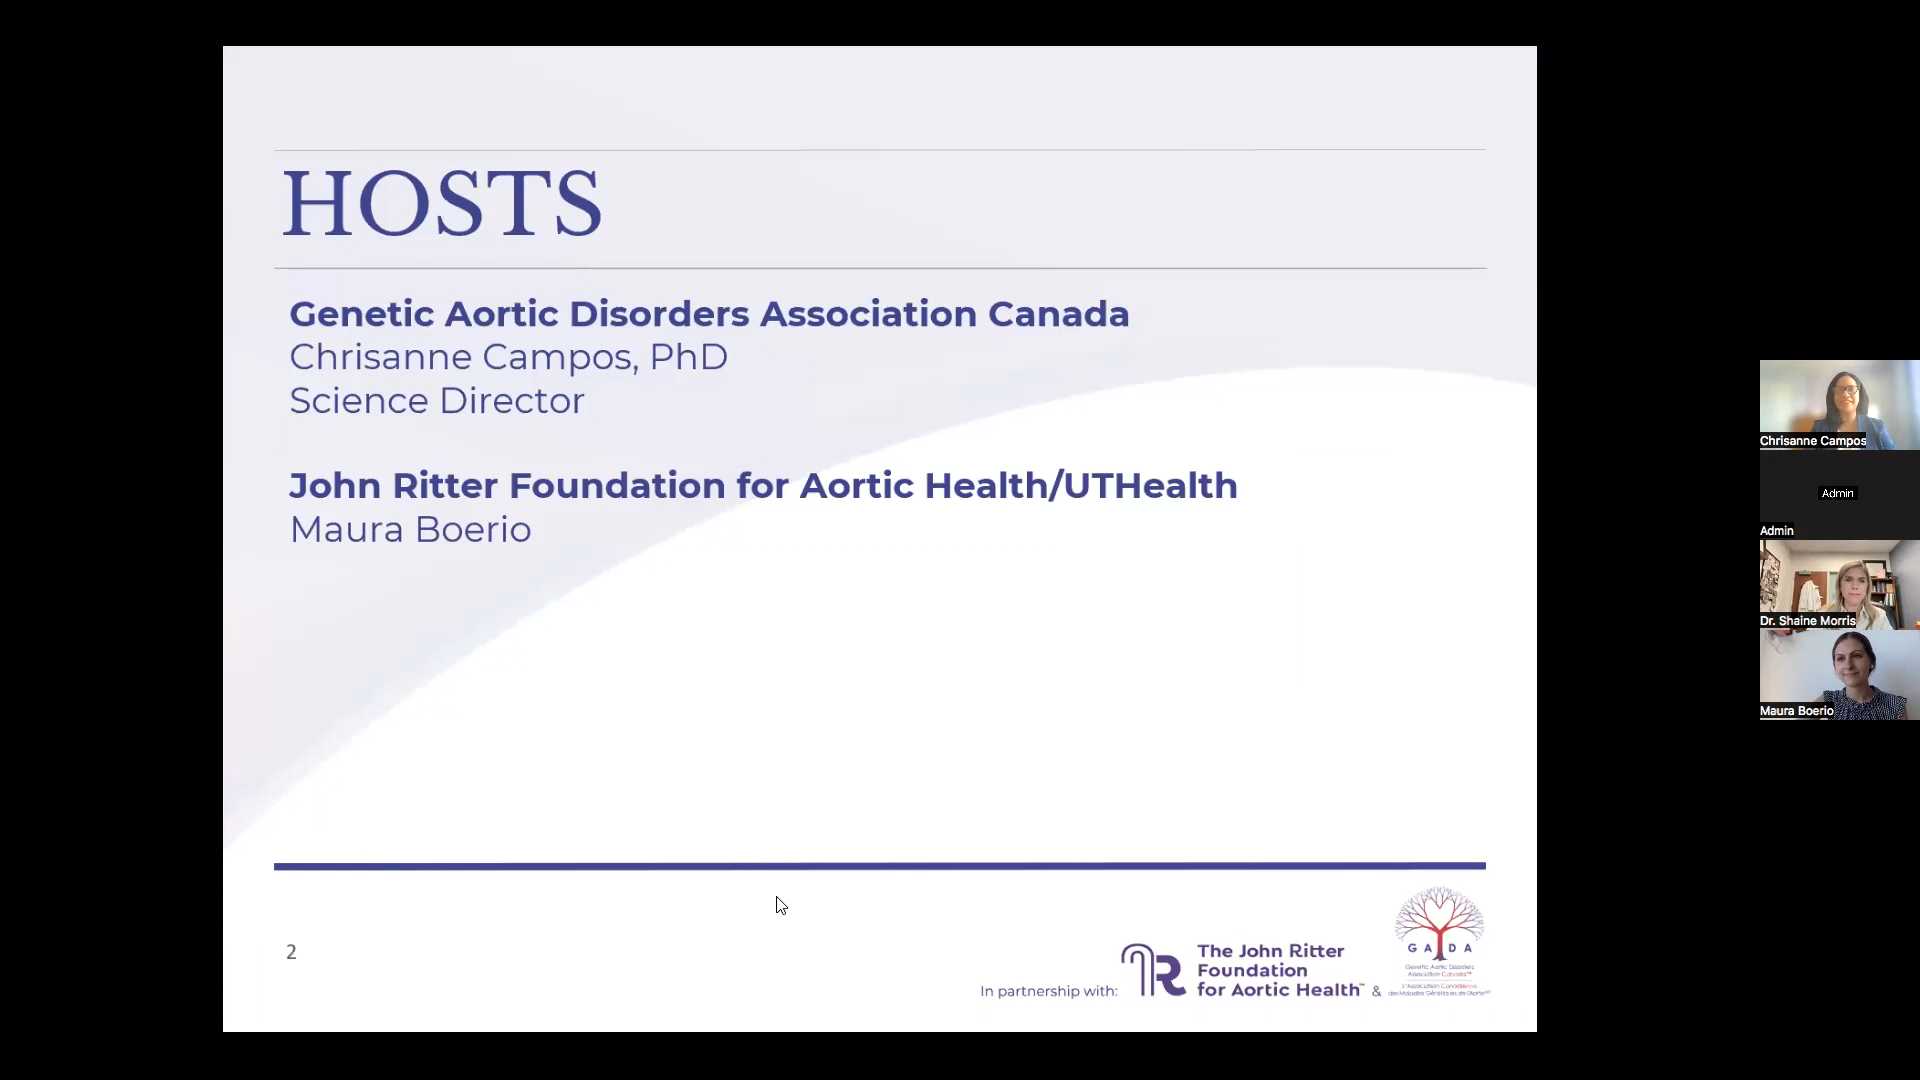 HOSTS
Genetic Aortic Disorders Association Canada
Chrisanne Campos, PhD
Science Director
John Ritter Foundation for Aortic Health/UTHealth
Maura Boerio
2
In partnership with:
The John Ritter
Foundation
for Aortic Health™
&
GADA
Genetic Aortic Disorders
Association Canada
L'Association Canadienne
des Maladies Génétiques de l'Aorte
Chrisanne Campos
Admin
Admin
Dr. Shaine Morris
Maura Boerio